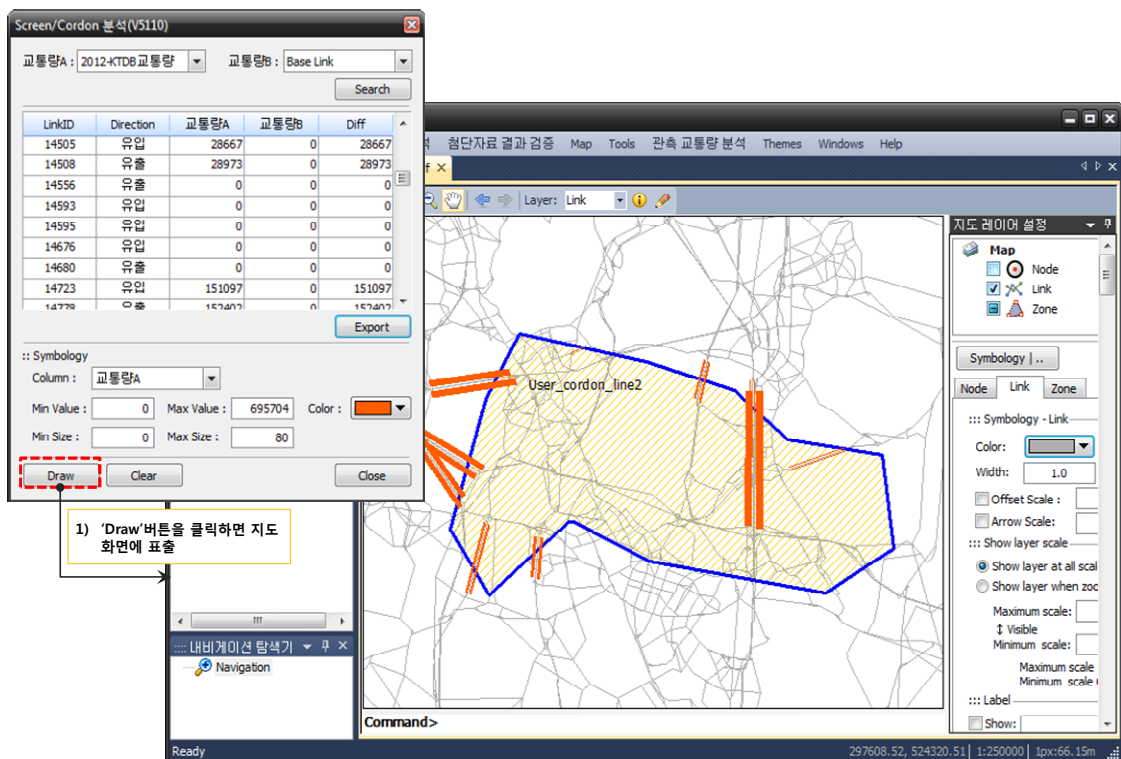 Screen/Cordon 분석(V5110)
교통량A : 2012-KTDB교통량 교통량B : Base Link
Search
LinkID Direction 교통량A 교통량B Diff
14505 유입 28667 0 28667
14508 유출 28973 0 28973
14556 유출 0 0 0
14593 유입 0 0 0
14595 유입 0 0 0
14676 유입 0 0 0
14680 유출 0 0 0
14723 유입 151097 0 151097
14778 유출 152402 0 152402
Export
:: Symbology
Column : 교통량A
Min Value : 0 Max Value : 695704 Color :
Min Size : 0 Max Size : 80
Draw Clear Close
1) ‘Draw’버튼을 클릭하면 지도
화면에 표출
첨단자료 결과 검증 Map Tools 관측 교통량 분석 Themes Windows Help
Layer: Link
User_cordon_line2
지도 레이어 설정
Map
Node
Link
Zone
Symbology | ..
Node Link Zone
::: Symbology - Link
Color:
Width: 1.0
Offset Scale :
Arrow Scale:
::: Show layer scale
Show layer at all scal
Show layer when zoo
Maximum scale:
↕ Visible
Minimum scale:
Maximum scale
Minimum scale
::: Label
Show:
:::: 내비게이션 탐색기
Navigation
Command>
Ready
297608.52, 524320.51 | 1:250000 | 1px:66.15m